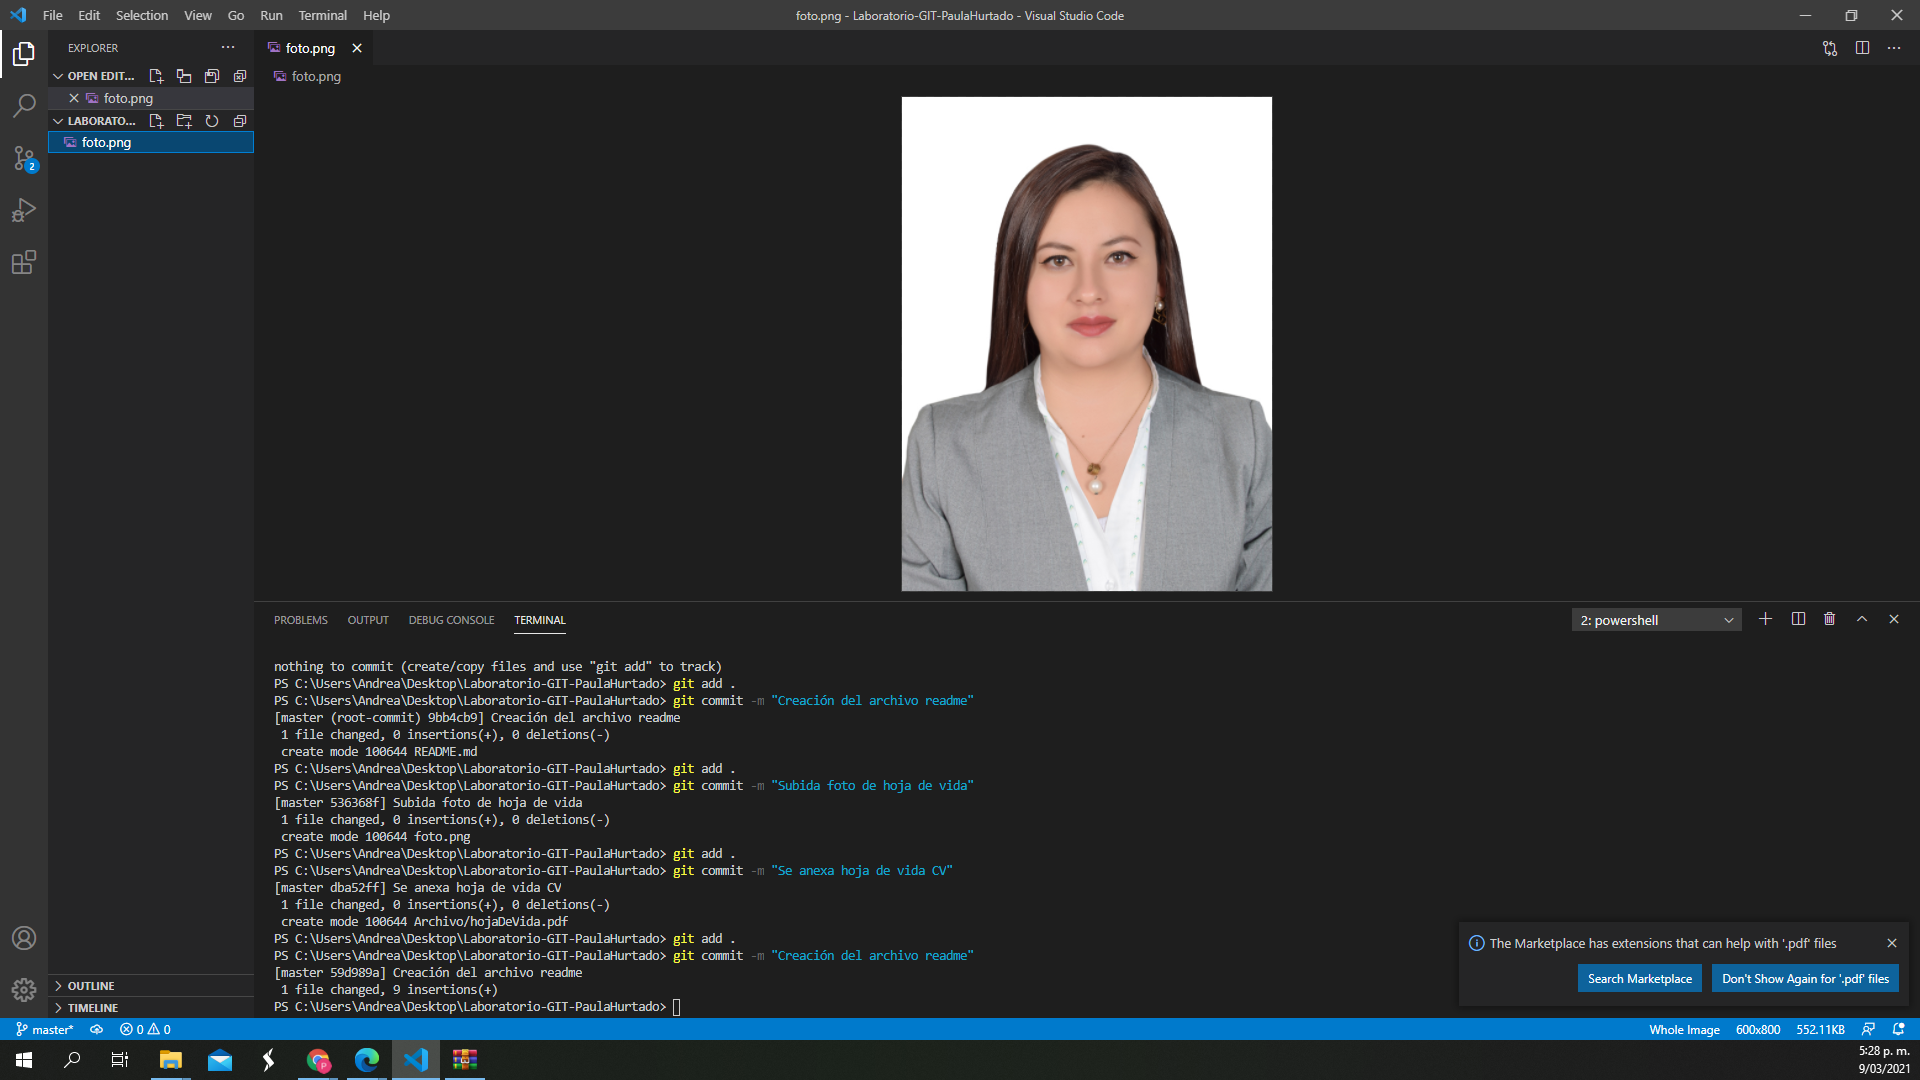 File Edit Selection View Go Run Terminal Help
foto.png - Laboratorio-GIT-PaulaHurtado - Visual Studio Code
EXPLORER
OPEN EDIT...
foto.png
LABORATO...
foto.png
2
OUTLINE
TIMELINE
foto.png
foto.png
PROBLEMS OUTPUT DEBUG CONSOLE TERMINAL
2: powershell
nothing to commit (create/copy files and use "git add" to track)
PS C:\Users\Andrea\Desktop\Laboratorio-GIT-PaulaHurtado> git add .
PS C:\Users\Andrea\Desktop\Laboratorio-GIT-PaulaHurtado> git commit -m "Creación del archivo readme"
[master (root-commit) 9bb4cb9] Creación del archivo readme
1 file changed, 0 insertions(+), 0 deletions(-)
create mode 100644 README.md
PS C:\Users\Andrea\Desktop\Laboratorio-GIT-PaulaHurtado> git add .
PS C:\Users\Andrea\Desktop\Laboratorio-GIT-PaulaHurtado> git commit -m "Subida foto de hoja de vida"
[master 536368f] Subida foto de hoja de vida
1 file changed, 0 insertions(+), 0 deletions(-)
create mode 100644 foto.png
PS C:\Users\Andrea\Desktop\Laboratorio-GIT-PaulaHurtado> git add .
PS C:\Users\Andrea\Desktop\Laboratorio-GIT-PaulaHurtado> git commit -m "Se anexa hoja de vida CV"
[master dba52ff] Se anexa hoja de vida CV
1 file changed, 0 insertions(+), 0 deletions(-)
create mode 100644 Archivo/hojaDeVida.pdf
PS C:\Users\Andrea\Desktop\Laboratorio-GIT-PaulaHurtado> git add .
PS C:\Users\Andrea\Desktop\Laboratorio-GIT-PaulaHurtado> git commit -m "Creación del archivo readme"
[master 59d989a] Creación del archivo readme
1 file changed, 9 insertions(+)
PS C:\Users\Andrea\Desktop\Laboratorio-GIT-PaulaHurtado>
The Marketplace has extensions that can help with '.pdf' files
Search Marketplace Don't Show Again for '.pdf' files
master* 0 0 Whole Image 600x800 552.11KB
P
5:28 p. m.
9/03/2021